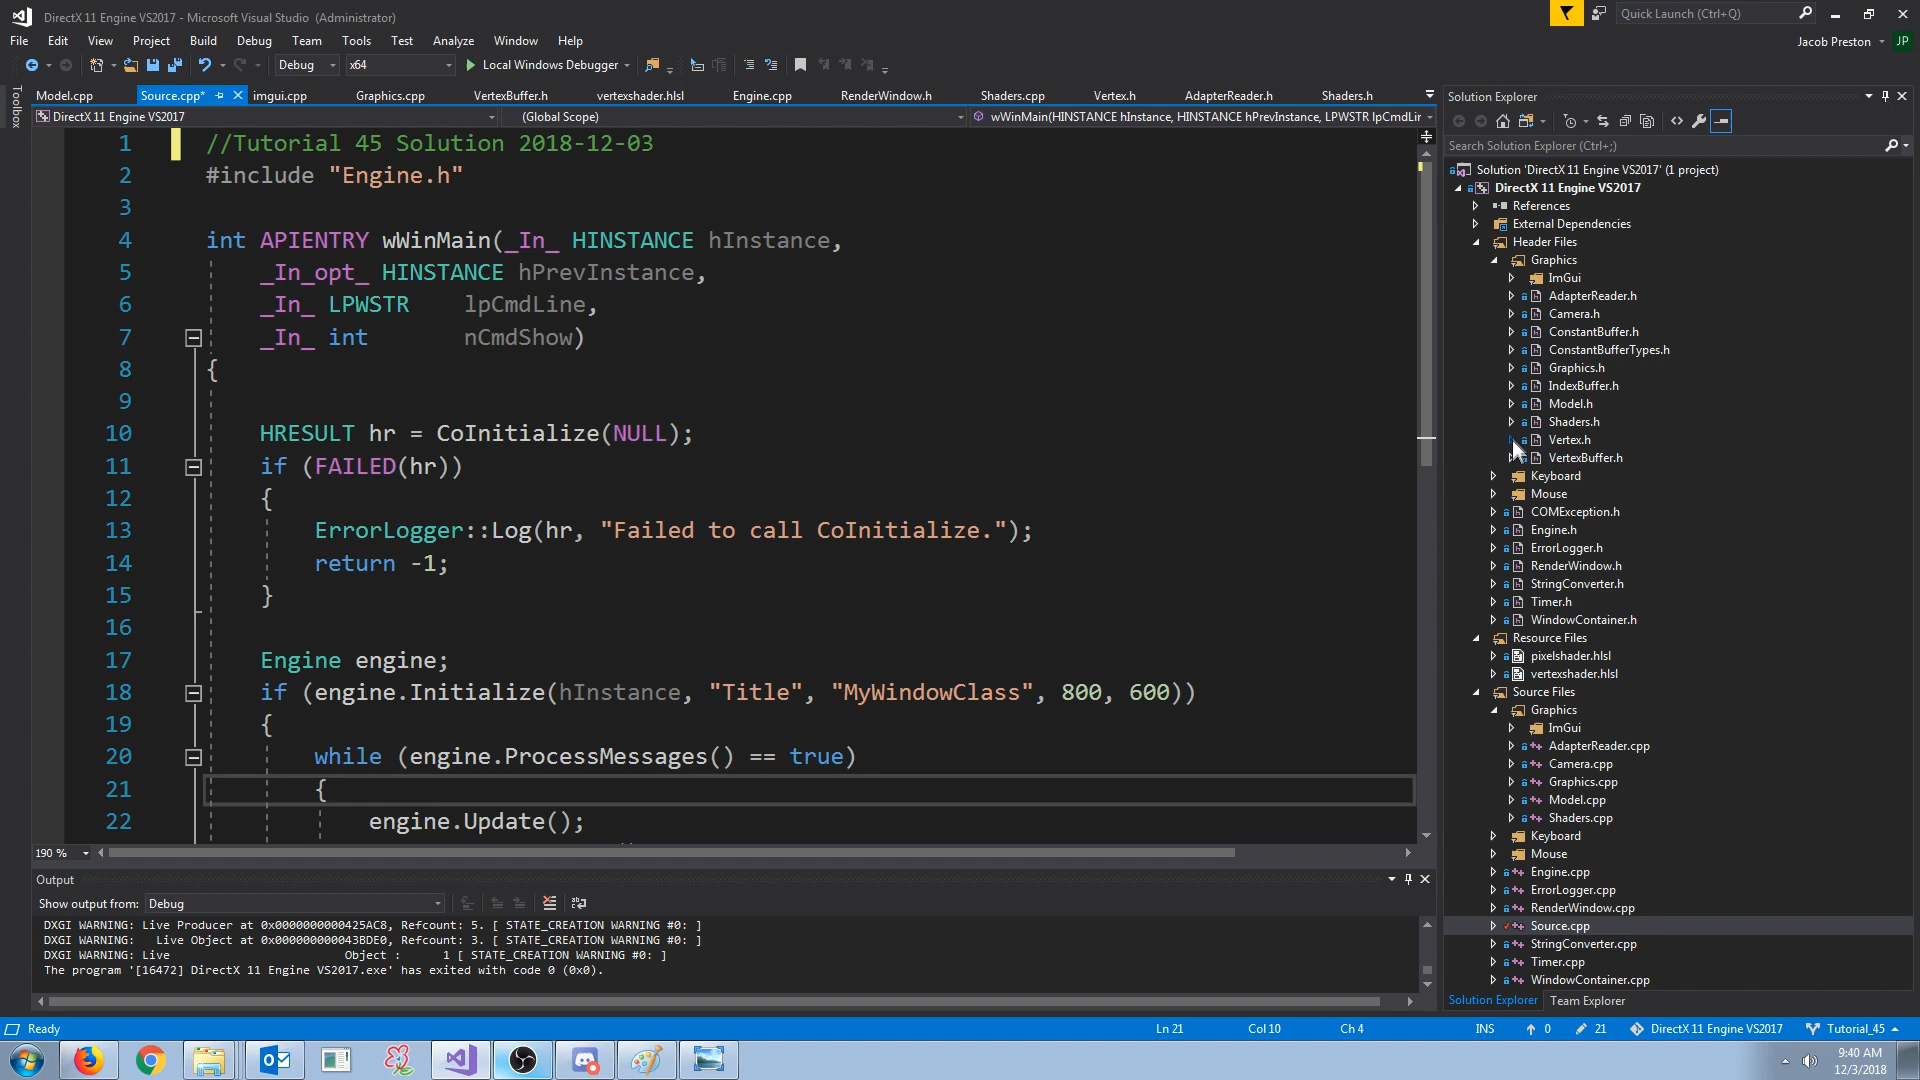 DirectX 11 Engine VS2017 - Microsoft Visual Studio (Administrator)
Quick Launch (Ctrl+Q)
File Edit View Project Build Debug Team Tools Test Analyze Window Help
Jacob Preston JP
Debug x64 Local Windows Debugger
Toolbox
Model.cpp Source.cpp* imgui.cpp Graphics.cpp VertexBuffer.h vertexshader.hlsl Engine.cpp RenderWindow.h Shaders.cpp Vertex.h AdapterReader.h Shaders.h
DirectX 11 Engine VS2017 (Global Scope) wWinMain(HINSTANCE hInstance, HINSTANCE hPrevInstance, LPWSTR lpCmdLir
1 //Tutorial 45 Solution 2018-12-03
2 #include "Engine.h"
3
4 int APIENTRY wWinMain(_In_ HINSTANCE hInstance,
5 _In_opt_ HINSTANCE hPrevInstance,
6 _In_ LPWSTR lpCmdLine,
7 _In_ int nCmdShow)
8 {
9
10 HRESULT hr = CoInitialize(NULL);
11 if (FAILED(hr))
12 {
13 ErrorLogger::Log(hr, "Failed to call CoInitialize.");
14 return -1;
15 }
16
17 Engine engine;
18 if (engine.Initialize(hInstance, "Title", "MyWindowClass", 800, 600))
19 {
20 while (engine.ProcessMessages() == true)
21 {
22 engine.Update();
190 %
Output
Show output from: Debug
DXGI WARNING: Live Producer at 0x0000000000425AC8, Refcount: 5. [ STATE_CREATION WARNING #0: ]
DXGI WARNING: Live Object at 0x000000000043BDE0, Refcount: 3. [ STATE_CREATION WARNING #0: ]
DXGI WARNING: Live Object : 1 [ STATE_CREATION WARNING #0: ]
The program '[16472] DirectX 11 Engine VS2017.exe' has exited with code 0 (0x0).
Solution Explorer
Search Solution Explorer (Ctrl+;)
Solution 'DirectX 11 Engine VS2017' (1 project)
DirectX 11 Engine VS2017
References
External Dependencies
Header Files
Graphics
ImGui
AdapterReader.h
Camera.h
ConstantBuffer.h
ConstantBufferTypes.h
Graphics.h
IndexBuffer.h
Model.h
Shaders.h
Vertex.h
VertexBuffer.h
Keyboard
Mouse
COMException.h
Engine.h
ErrorLogger.h
RenderWindow.h
StringConverter.h
Timer.h
WindowContainer.h
Resource Files
pixelshader.hlsl
vertexshader.hlsl
Source Files
Graphics
ImGui
AdapterReader.cpp
Camera.cpp
Graphics.cpp
Model.cpp
Shaders.cpp
Keyboard
Mouse
Engine.cpp
ErrorLogger.cpp
RenderWindow.cpp
Source.cpp
StringConverter.cpp
Timer.cpp
WindowContainer.cpp
Solution Explorer Team Explorer
Ready Ln 21 Col 10 Ch 4 INS 0 21 DirectX 11 Engine VS2017 Tutorial_45
9:40 AM
12/3/2018